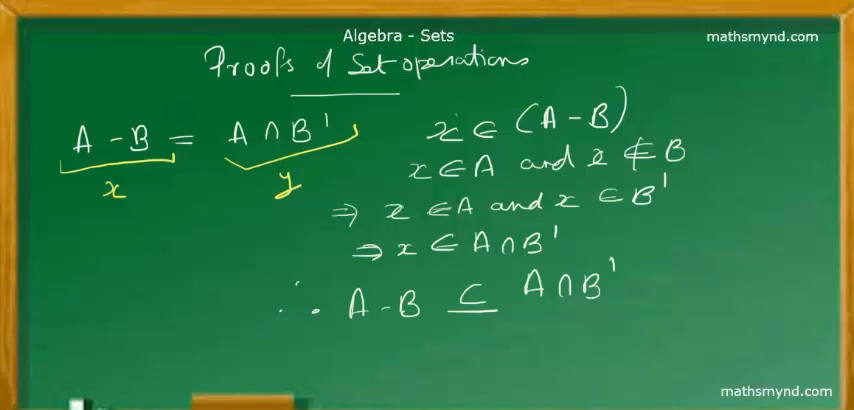 Algebra - Sets
mathsmynd.com
Proofs of Set operations
A - B = A ∩ B'
x
y
x ∈ (A - B)
x ∈ A and x ∉ B
⇒ x ∈ A and x ∈ B'
⇒ x ∈ A ∩ B'
∴ A - B ⊆ A ∩ B'
mathsmynd.com